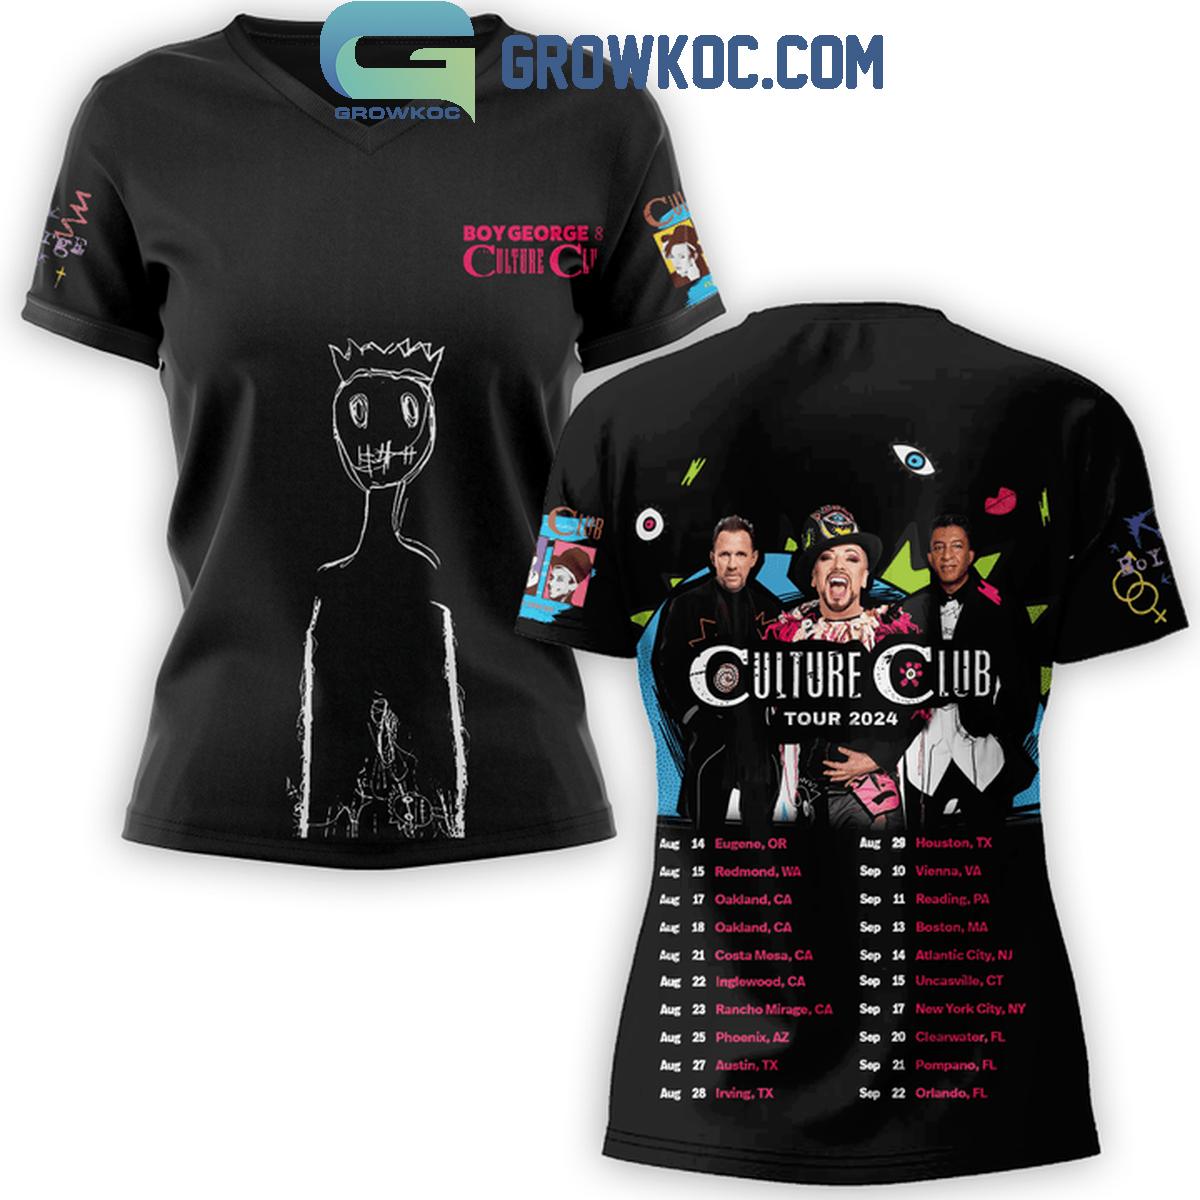 GROWKOC.COM
GROWKOC
BOY GEORGE &
CULTURE CLU
CU
CLUB
BOY
CULTURE CLUB
TOUR 2024
Aug 14 Eugene, OR
Aug 15 Redmond, WA
Aug 17 Oakland, CA
Aug 18 Oakland, CA
Aug 21 Costa Mesa, CA
Aug 22 Inglewood, CA
Aug 23 Rancho Mirage, CA
Aug 25 Phoenix, AZ
Aug 27 Austin, TX
Aug 28 Irving, TX
Aug 29 Houston, TX
Sep 10 Vienna, VA
Sep 11 Reading, PA
Sep 13 Boston, MA
Sep 14 Atlantic City, NJ
Sep 15 Uncasville, CT
Sep 17 New York City, NY
Sep 20 Clearwater, FL
Sep 21 Pompano, FL
Sep 22 Orlando, FL